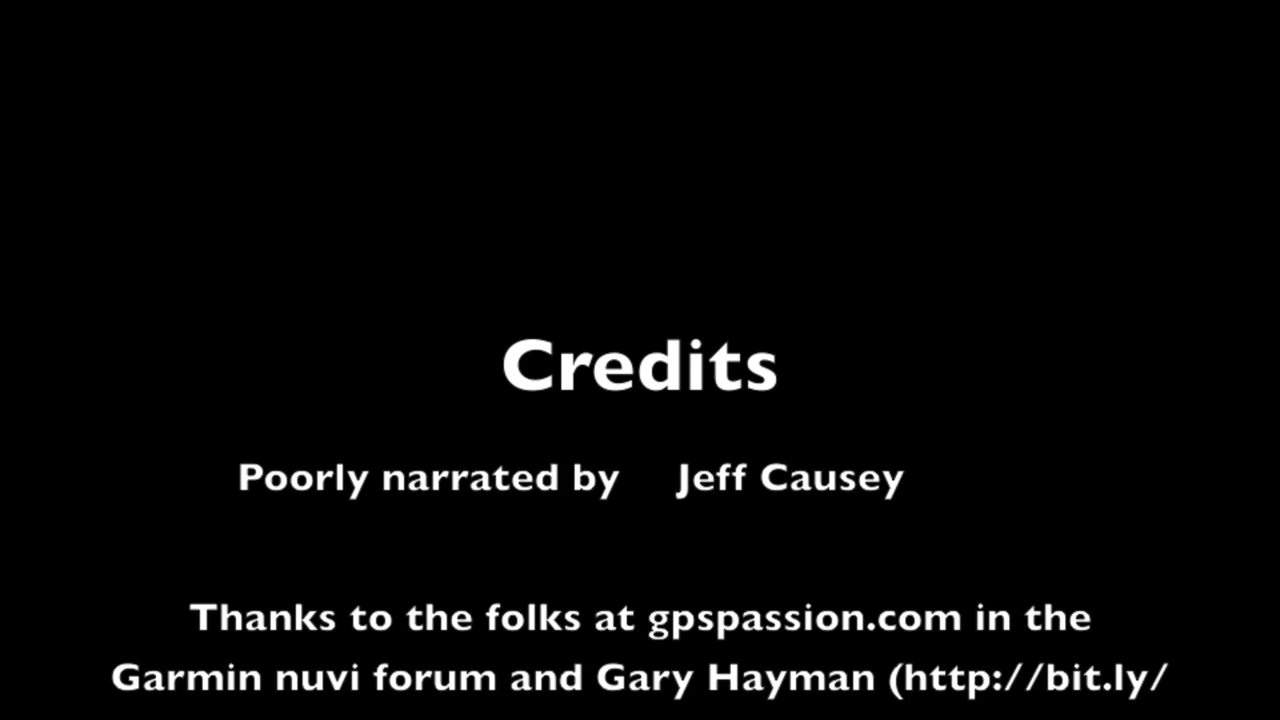 Credits
Poorly narrated by Jeff Causey
Thanks to the folks at gpspassion.com in the
Garmin nuvi forum and Gary Hayman (http://bit.ly/